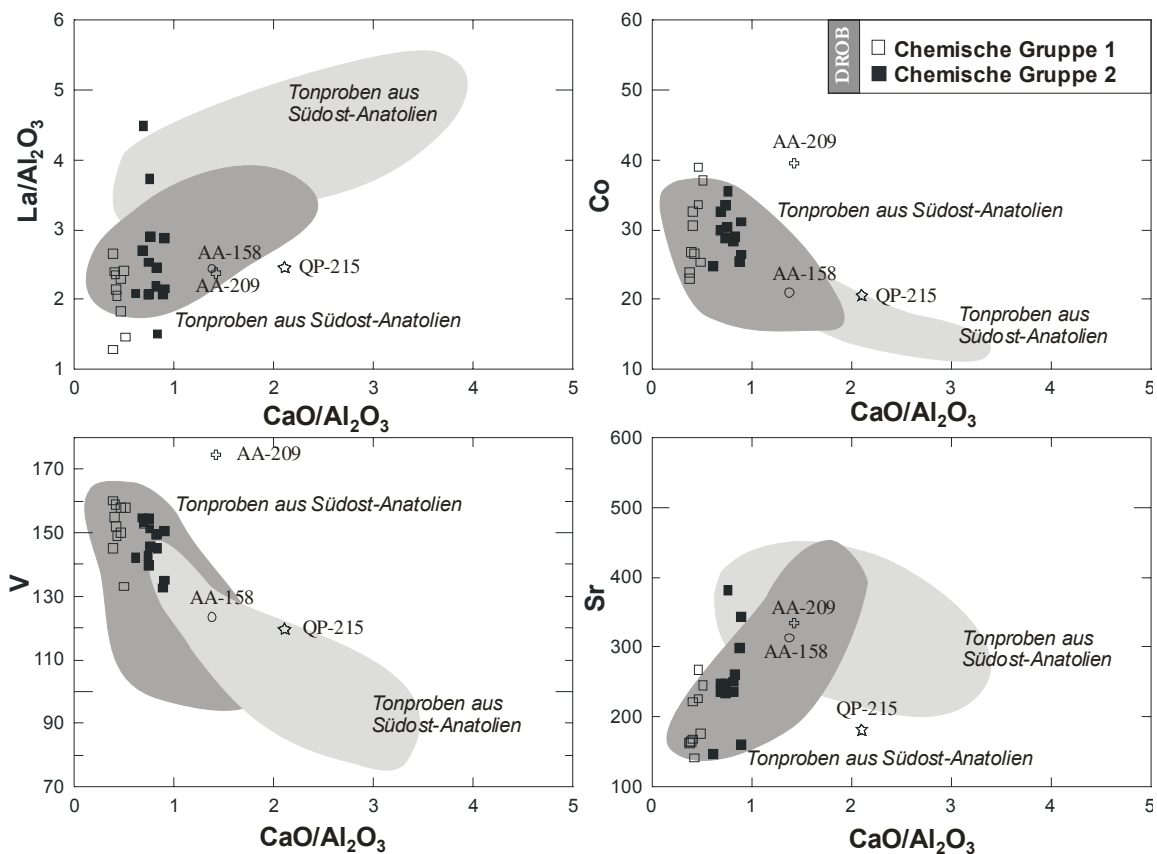 6
5
4
3
2
1
La/Al₂O₃
Tonproben aus
Südost-Anatolien
AA-158
AA-209
QP-215
Tonproben aus Südost-Anatolien
0
1
2
3
4
5
CaO/Al₂O₃
60
50
40
30
20
10
Co
DROB
Chemische Gruppe 1
Chemische Gruppe 2
AA-209
Tonproben aus Südost-Anatolien
AA-158
QP-215
Tonproben aus
Südost-Anatolien
0
1
2
3
4
5
CaO/Al₂O₃
170
150
130
110
90
70
V
AA-209
Tonproben aus Südost-Anatolien
AA-158
QP-215
Tonproben aus
Südost-Anatolien
0
1
2
3
4
5
CaO/Al₂O₃
600
500
400
300
200
100
Sr
AA-209
AA-158
Tonproben aus
Südost-Anatolien
QP-215
Tonproben aus Südost-Anatolien
0
1
2
3
4
5
CaO/Al₂O₃